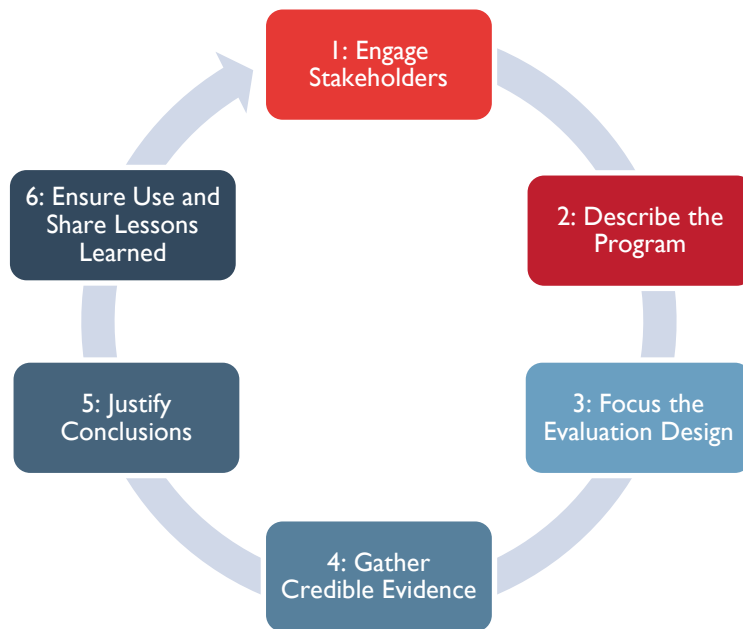 1: Engage
Stakeholders
2: Describe the
Program
3: Focus the
Evaluation Design
4: Gather
Credible Evidence
5: Justify
Conclusions
6: Ensure Use and
Share Lessons
Learned